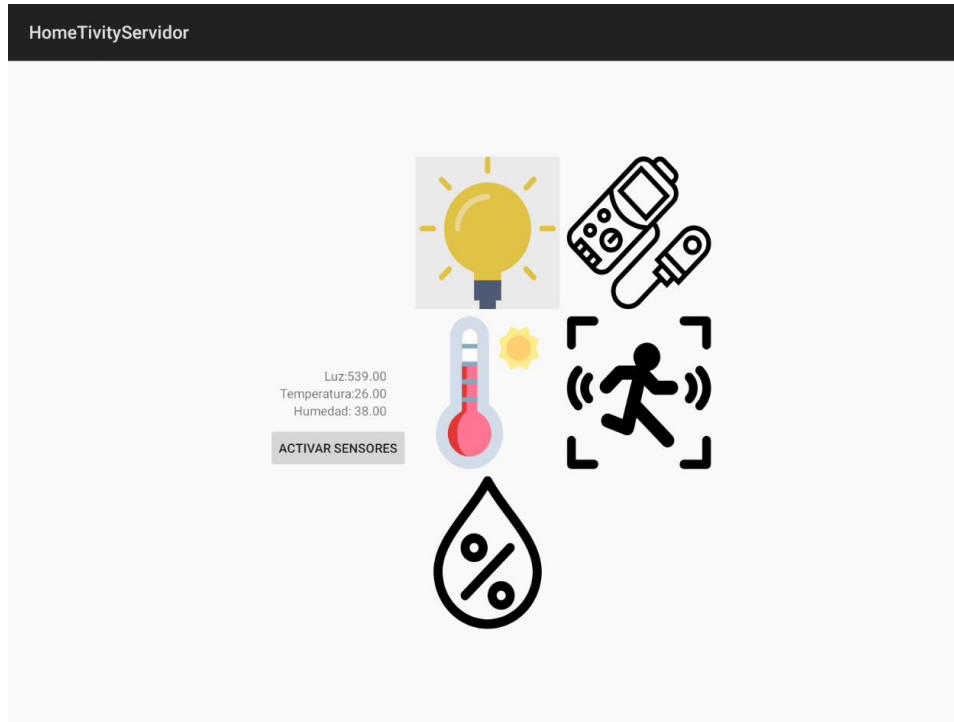 HomeTivityServidor
Luz:539.00
Temperatura:26.00
Humedad: 38.00
ACTIVAR SENSORES